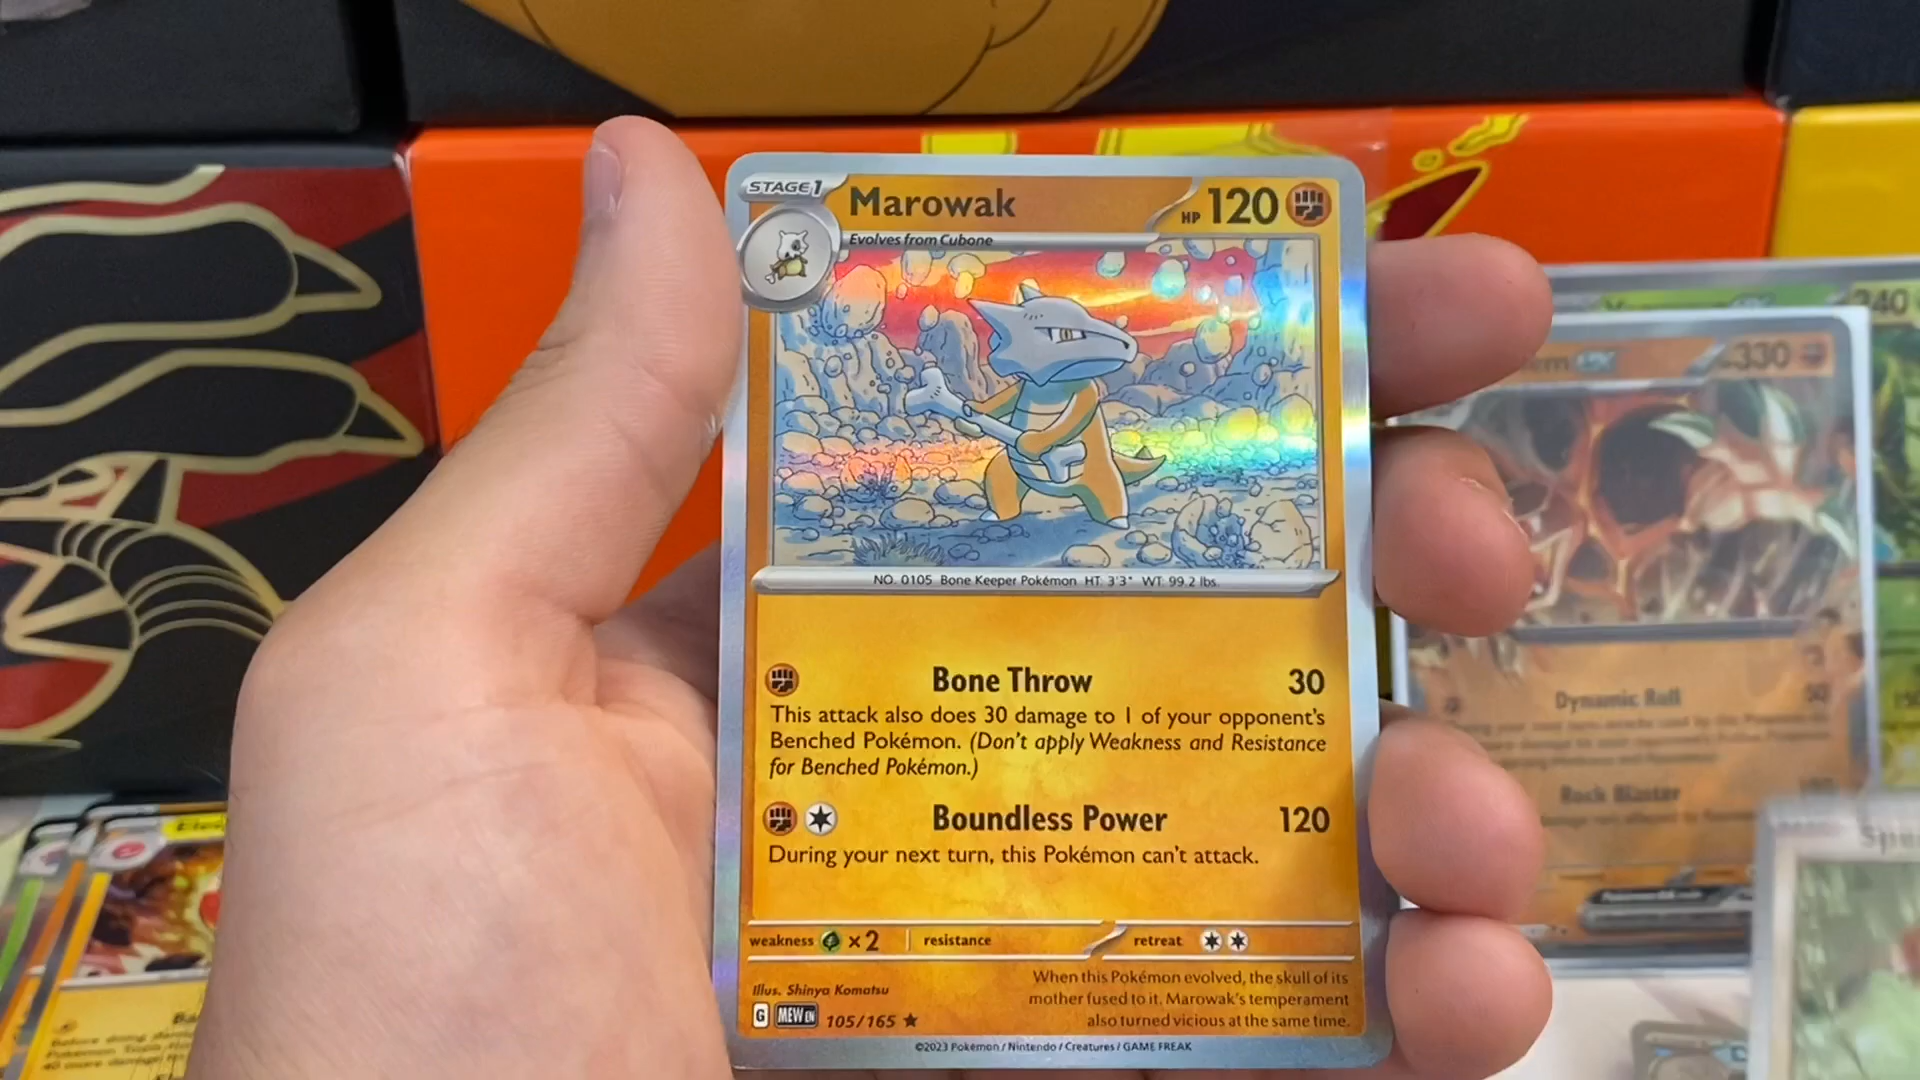 STAGE1
Marowak
HP 120
Evolves from Cubone
NO. 0105 Bone Keeper Pokémon HT: 3'3" WT: 99.2 lbs.
Bone Throw 30
This attack also does 30 damage to 1 of your opponent's
Benched Pokémon. (Don't apply Weakness and Resistance
for Benched Pokémon.)
Boundless Power 120
During your next turn, this Pokémon can't attack.
weakness ×2 resistance retreat
Illus. Shinya Komatsu
G MEW EN 105/165 ★
When this Pokémon evolved, the skull of its
mother fused to it. Marowak's temperament
also turned vicious at the same time.
©2023 Pokémon / Nintendo / Creatures / GAME FREAK
240
ex 330
Dynamic Roll 50
Rock Blaster